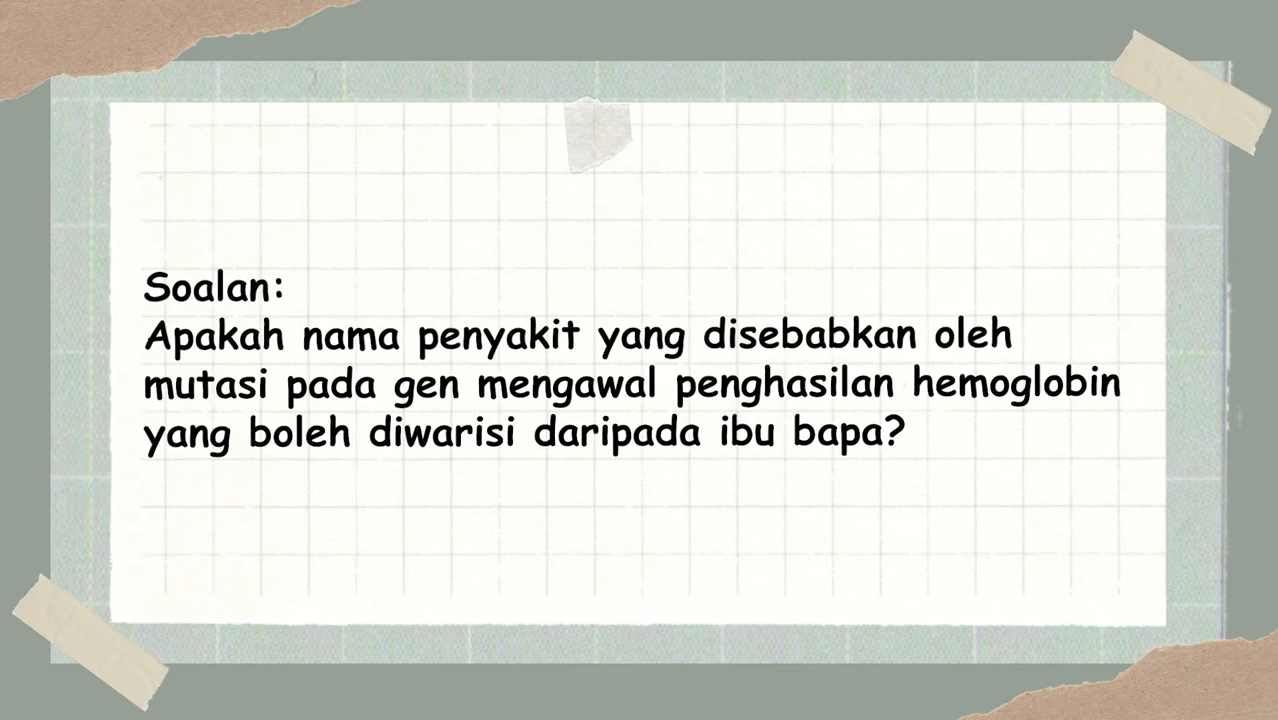 Soalan:
Apakah nama penyakit yang disebabkan oleh
mutasi pada gen mengawal penghasilan hemoglobin
yang boleh diwarisi daripada ibu bapa?